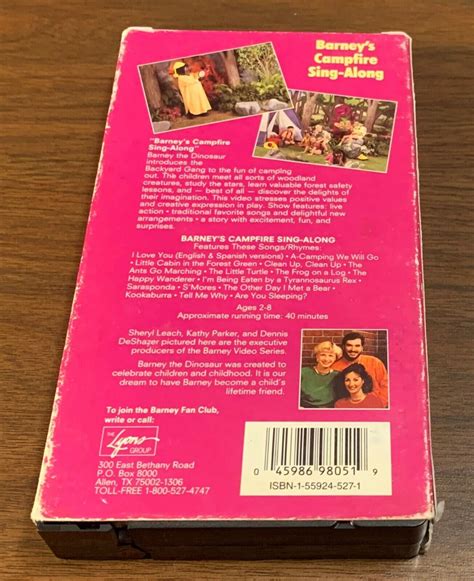 Barney's
Campfire
Sing-Along
"Barney's Campfire
Sing-Along"
Barney the Dinosaur
introduces the
Backyard Gang to the fun of camping
out. The children meet all sorts of woodland
creatures, study the stars, learn valuable forest safety
lessons, and — best of all — discover the delights of
their imagination. This video stresses positive values
and creative expression in play. Show features: live
action • traditional favorite songs and delightful new
arrangements • a story with excitement, fun, and
surprises.
BARNEY'S CAMPFIRE SING-ALONG
Features These Songs/Rhymes:
I Love You (English & Spanish versions) • A-Camping We Will Go
• Little Cabin in the Forest Green • Clean Up, Clean Up • The
Ants Go Marching • The Little Turtle • The Frog on a Log • The
Happy Wanderer • I'm Being Eaten by a Tyrannosaurus Rex •
Sarasponda • S'Mores • The Other Day I Met a Bear •
Kookaburra • Tell Me Why • Are You Sleeping?
Ages 2-8
Approximate running time: 40 minutes
Sheryl Leach, Kathy Parker, and Dennis
DeShazer pictured here are the executive
producers of the Barney Video Series.
Barney the Dinosaur was created to
celebrate children and childhood. It is our
dream to have Barney become a child's
lifetime friend.
To join the Barney Fan Club,
write or call:
THE
Lyons
GROUP
300 East Bethany Road
P.O. Box 8000
Allen, TX 75002-1306
TOLL-FREE 1-800-527-4747
0 45986 98051 9
ISBN-1-55924-527-1